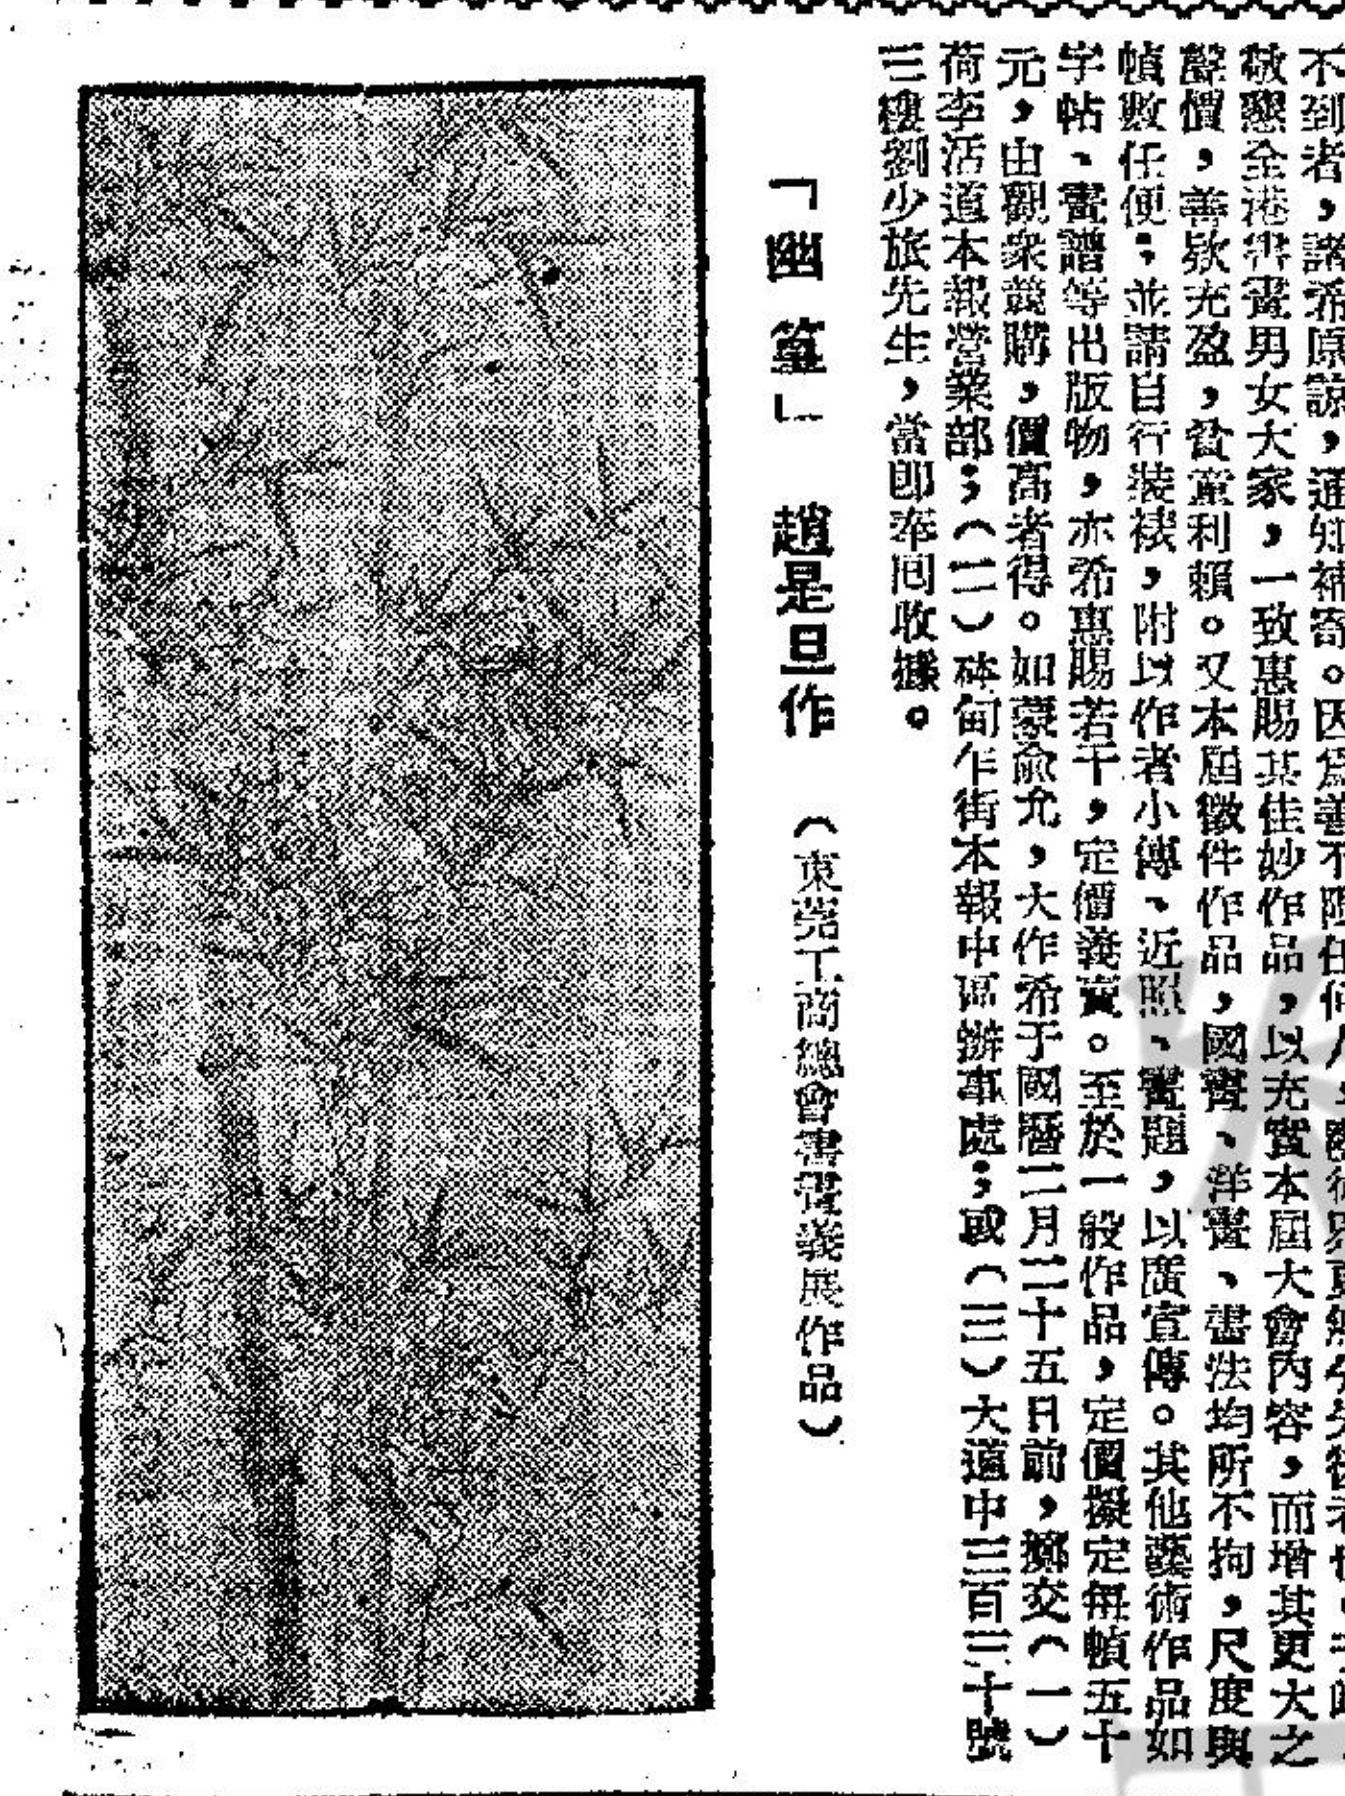 不到者，諸希原諒，通知補寄。因爲善不限任何人，
敬懇全港書畫男女大家，一致惠賜其佳妙作品，以充實本屆大會內容，而增其更大之
聲價，善欵充盈，貧童利賴。又本屆徵件作品，國畫、洋畫、書法均所不拘，尺度與
幀數任便；並請自行裝裱，附以作者小傳、近照、畫題，以廣宣傳。其他藝術作品如
字帖、畫譜等出版物，亦希惠賜若干，定價義賣。至於一般作品，定價擬定每幀五十
元，由觀衆競購，價高者得。如蒙俞允，大作希于國曆二月二十五日前，擲交（一）
荷李活道本報營業部；（二）砵甸乍街本報中區辦事處；或（三）大道中三百三十號
三樓劉少旅先生，當即奉回收據。
「幽篁」 趙是旦作 （東莞工商總會書畫義展作品）